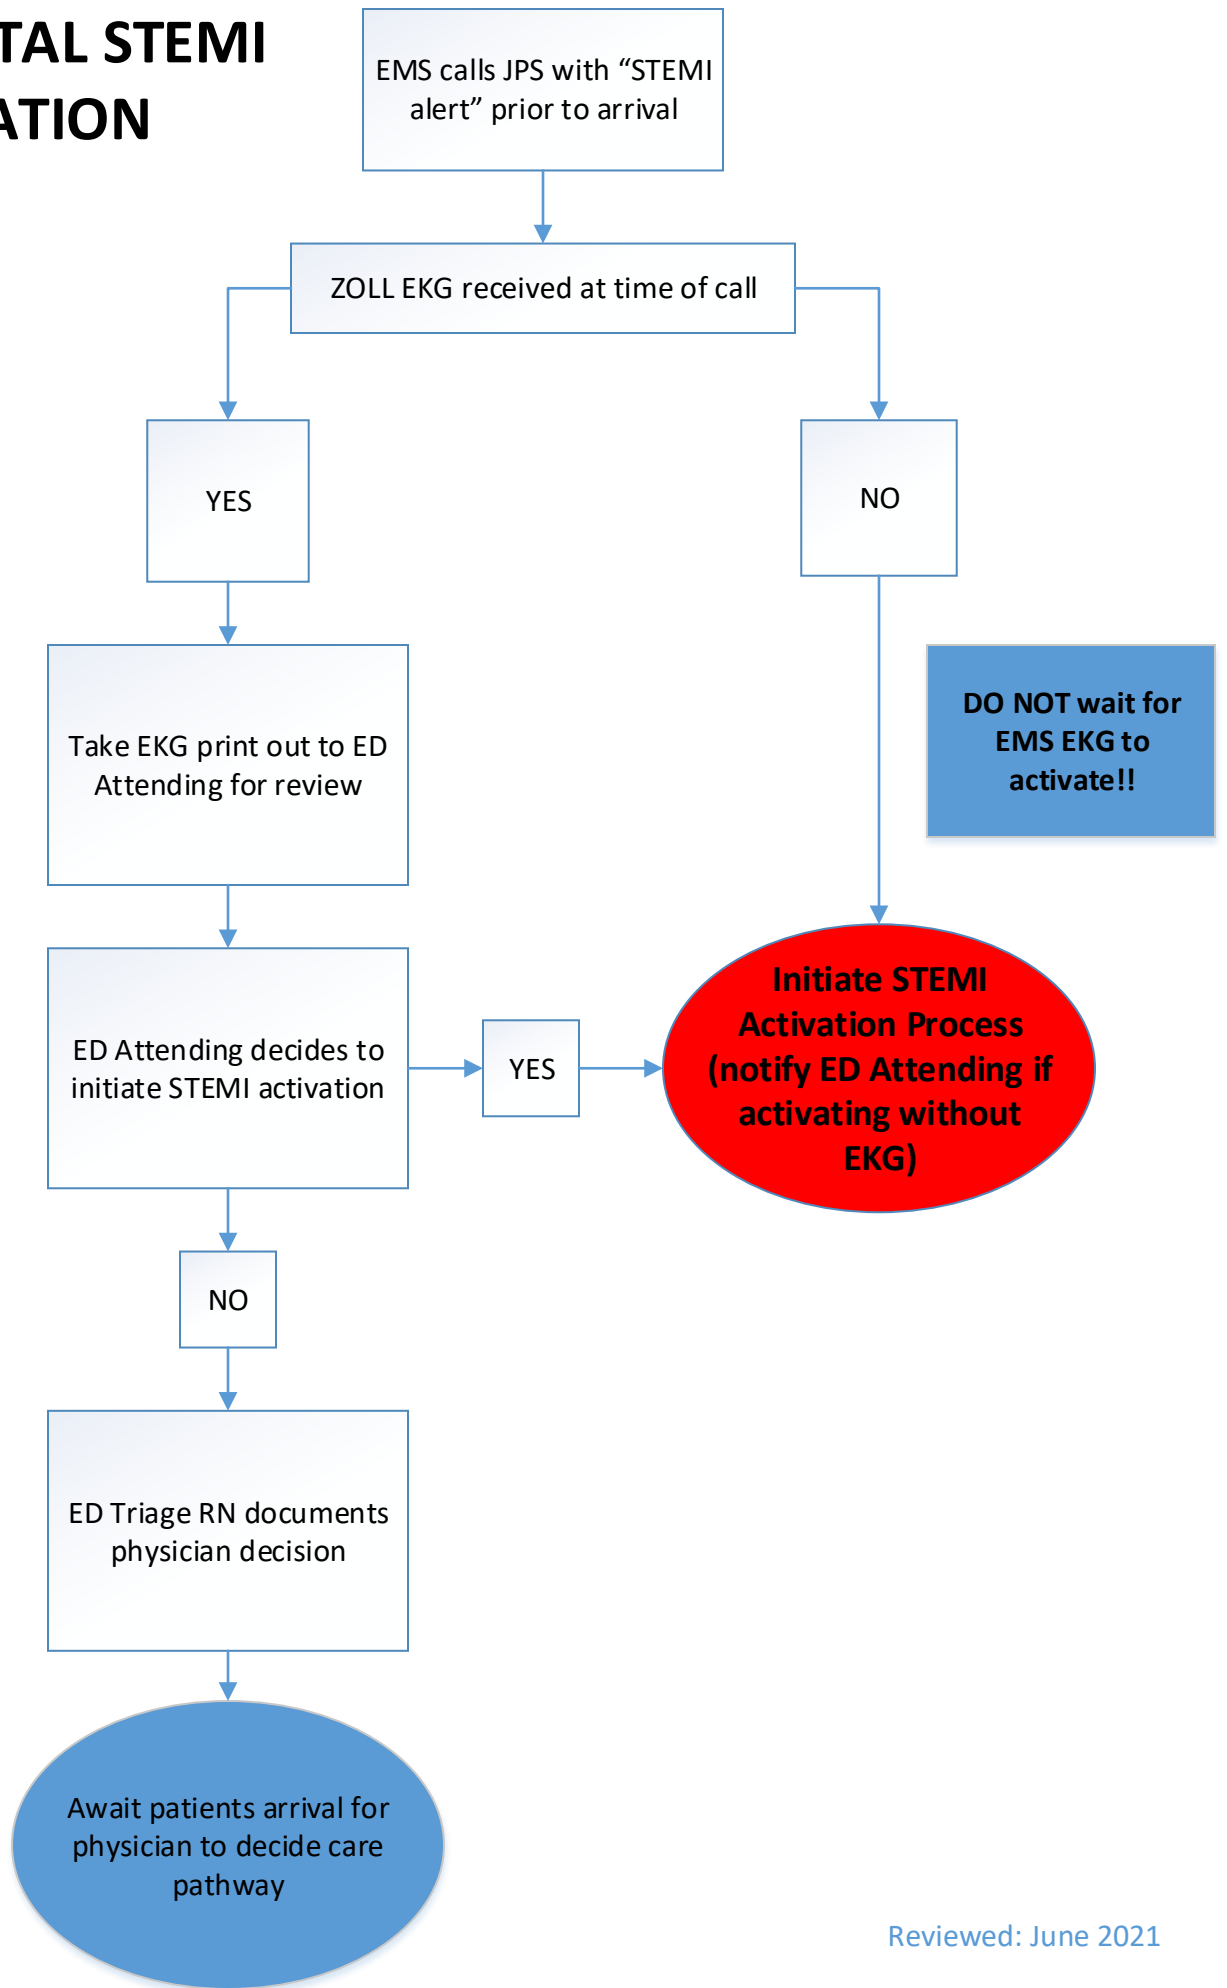 TAL STEMI
ATION
EMS calls JPS with “STEMI
alert” prior to arrival
ZOLL EKG received at time of call
YES
NO
Take EKG print out to ED
Attending for review
DO NOT wait for
EMS EKG to
activate!!
ED Attending decides to
initiate STEMI activation
YES
Initiate STEMI
Activation Process
(notify ED Attending if
activating without
EKG)
NO
ED Triage RN documents
physician decision
Await patients arrival for
physician to decide care
pathway
Reviewed: June 2021